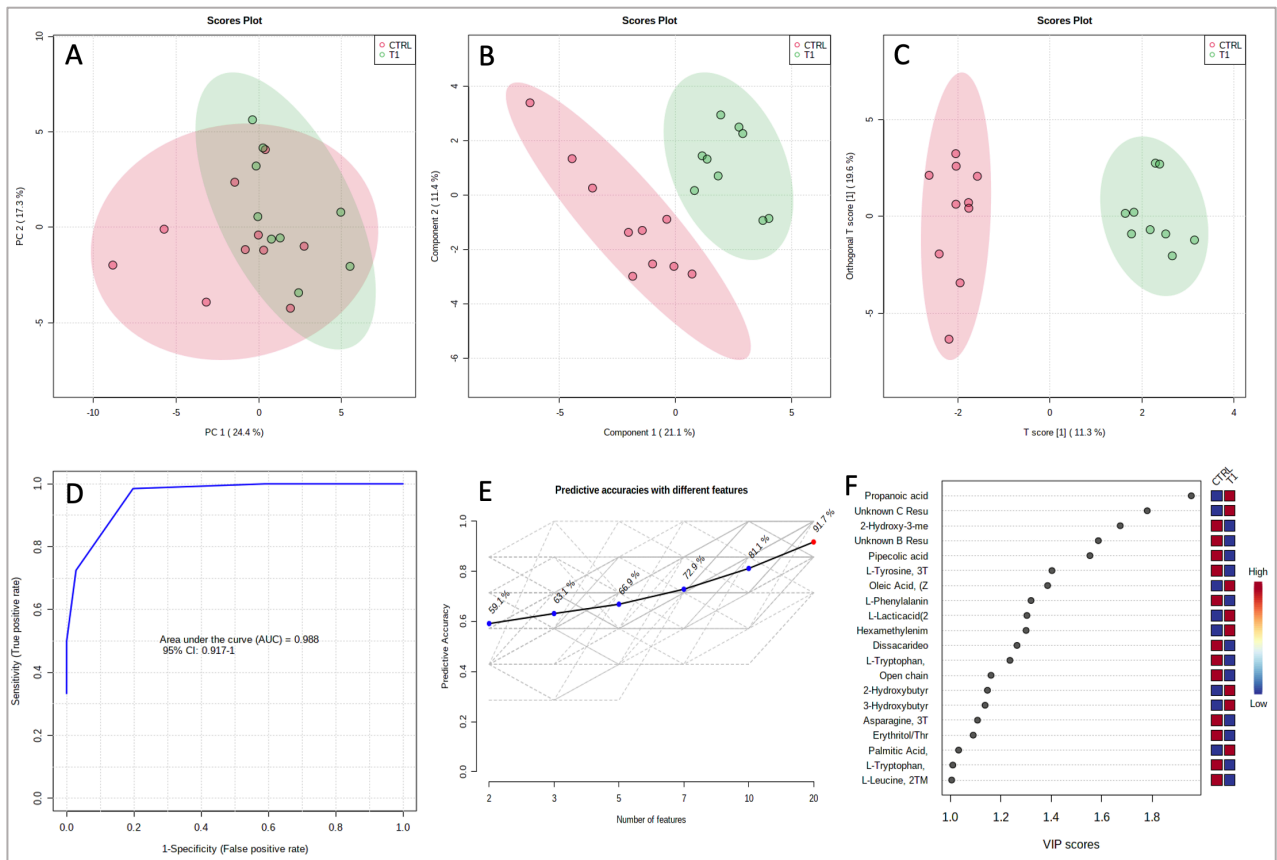 Scores Plot
A
CTRL
T1
10
5
0
-5
PC 2 ( 17.3 %)
-10
-5
0
5
PC 1 ( 24.4 %)
Scores Plot
B
CTRL
T1
4
2
0
-2
-4
-6
Component 2 ( 11.4 %)
-5
0
5
Component 1 ( 21.1 %)
Scores Plot
C
CTRL
T1
5
0
-5
Orthogonal T score [1] ( 19.6 %)
-2
0
2
4
T score [1] ( 11.3 %)
D
1.0
0.8
0.6
0.4
0.2
0.0
Sensitivity (True positive rate)
Area under the curve (AUC) = 0.988
95% CI: 0.917-1
0.0
0.2
0.4
0.6
0.8
1.0
1-Specificity (False positive rate)
E
Predictive accuracies with different features
1.0
0.8
0.6
0.4
0.2
0.0
Predictive Accuracy
59.1 %
63.1 %
66.9 %
72.9 %
81.1 %
91.7 %
2
3
5
7
10
20
Number of features
F
CTRL
T1
Propanoic acid
Unknown C Resu
2-Hydroxy-3-me
Unknown B Resu
Pipecolic acid
L-Tyrosine, 3T
Oleic Acid, (Z
L-Phenylalanin
L-Lacticacid(2
Hexamethylenim
Dissacarideo
L-Tryptophan,
Open chain
2-Hydroxybutyr
3-Hydroxybutyr
Asparagine, 3T
Erythritol/Thr
Palmitic Acid,
L-Tryptophan,
L-Leucine, 2TM
High
Low
1.0
1.2
1.4
1.6
1.8
VIP scores